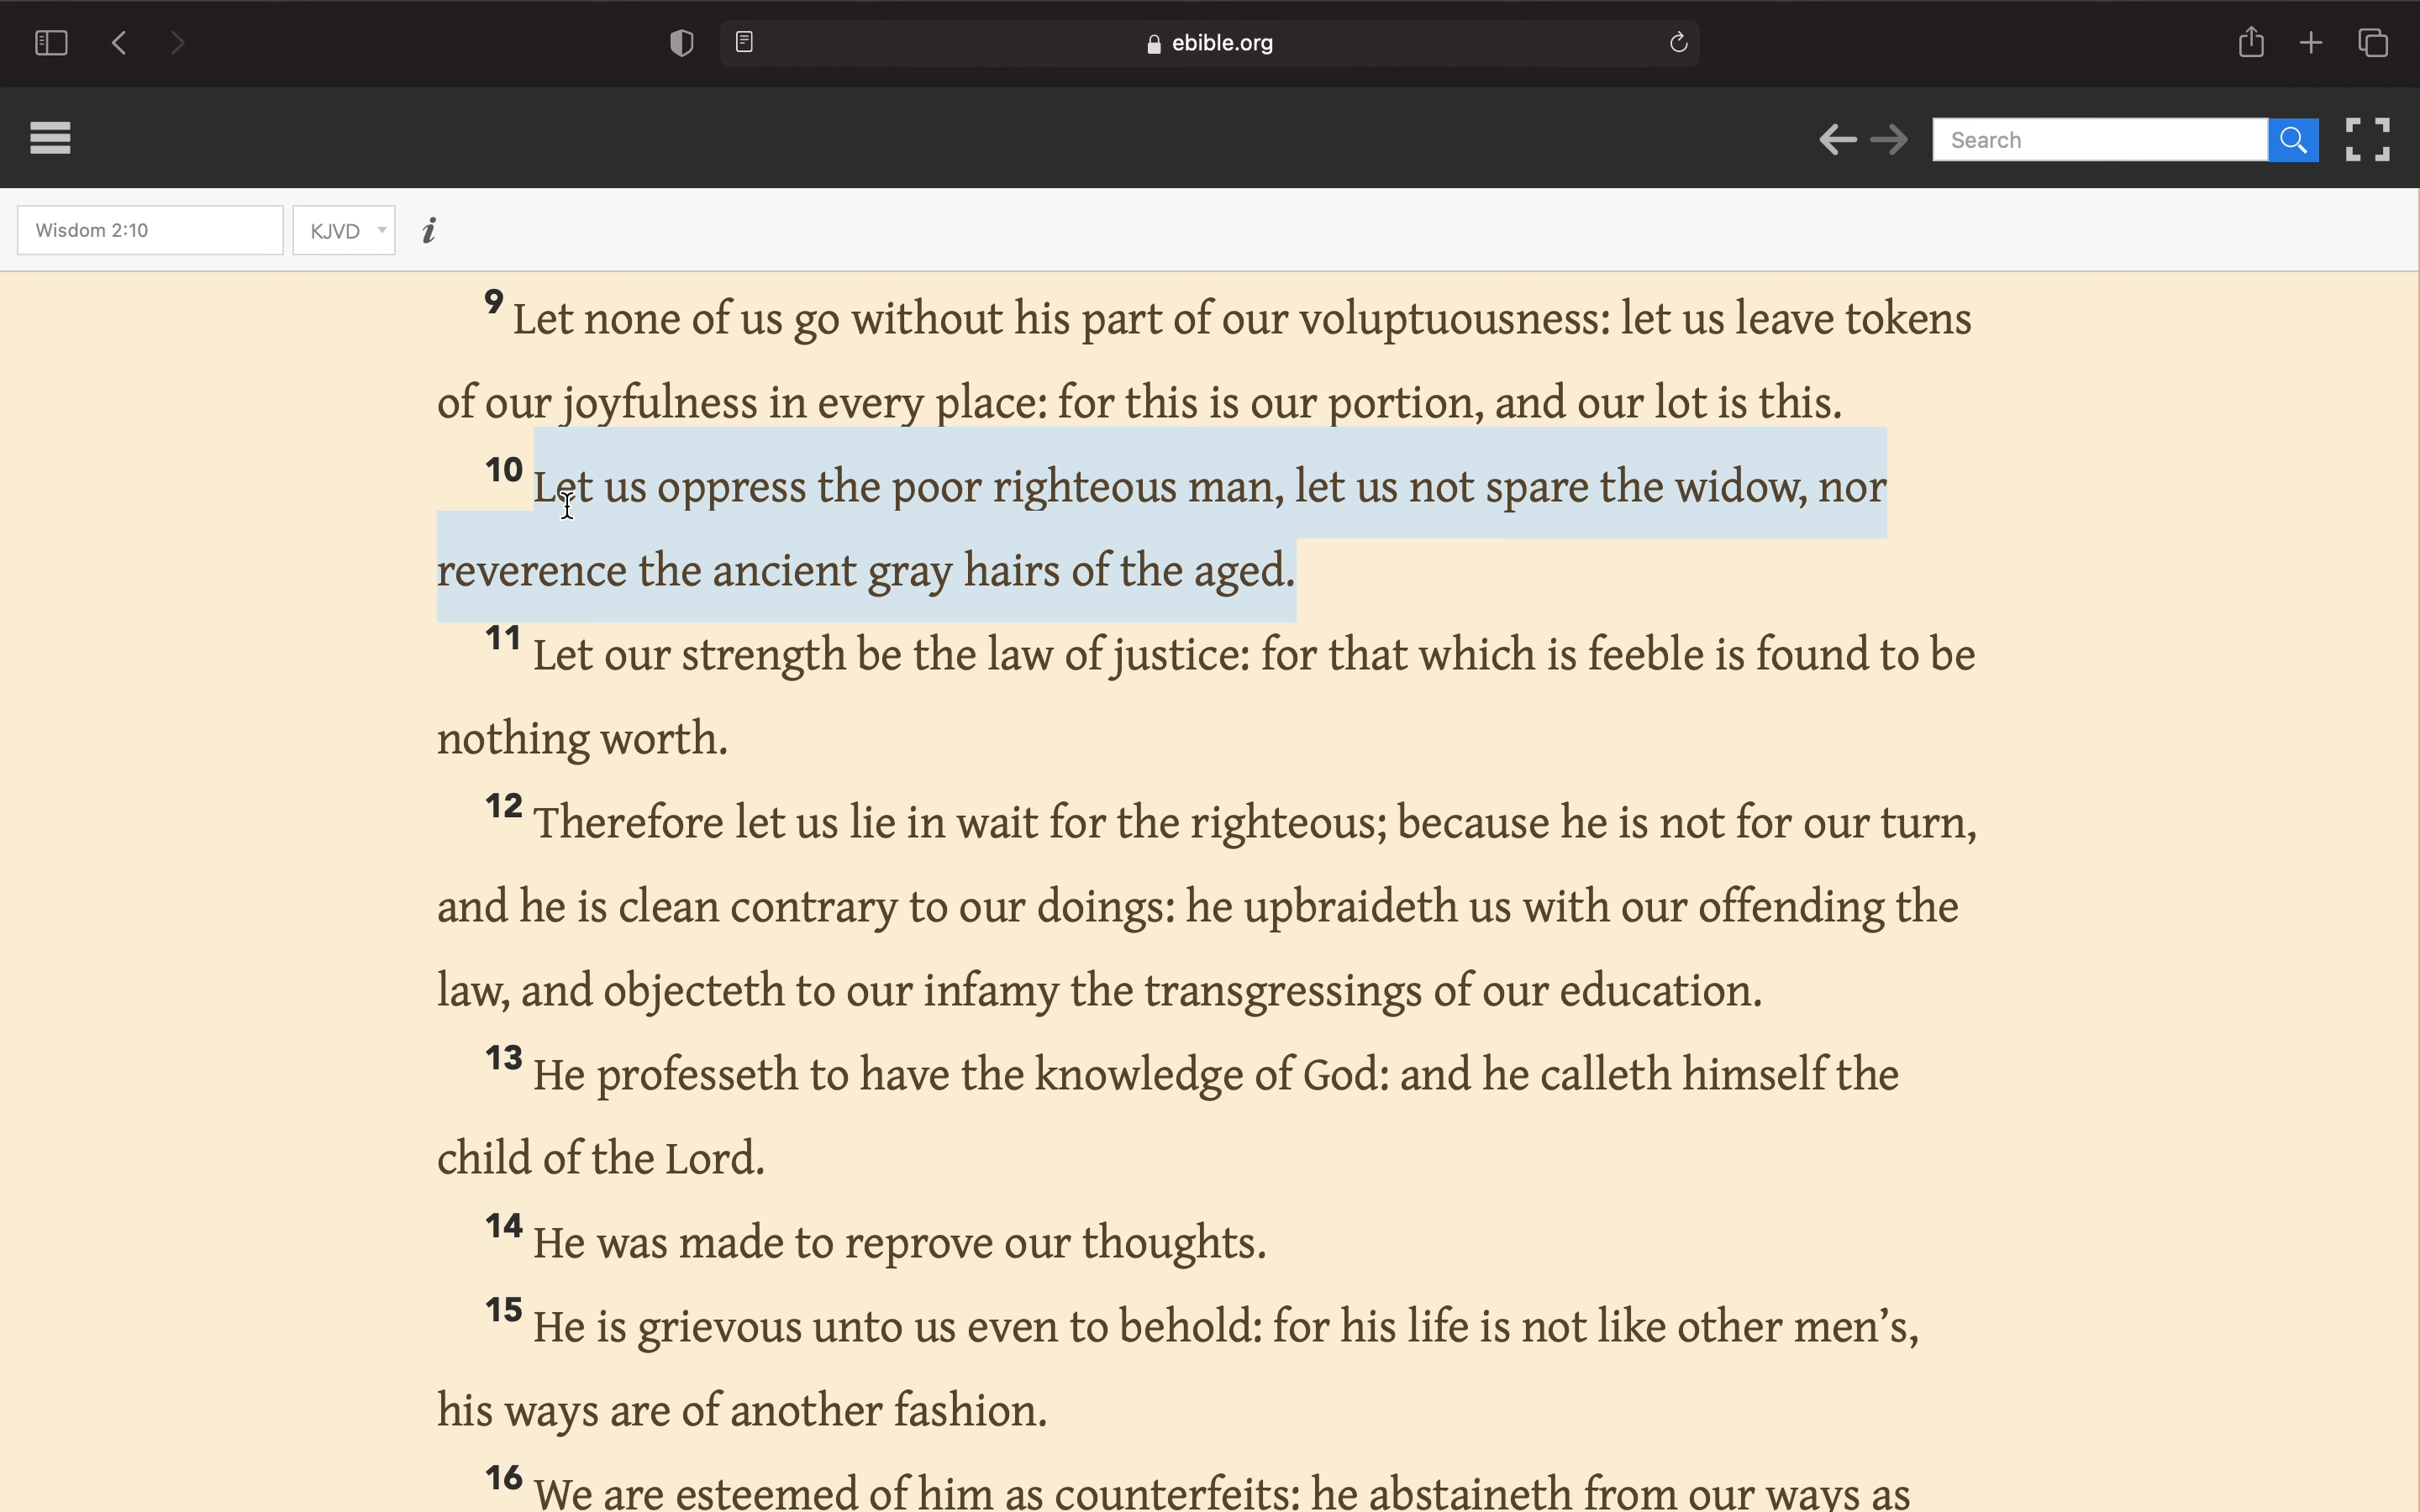 ebible.org
Search
Wisdom 2:10 KJVD i
9 Let none of us go without his part of our voluptuousness: let us leave tokens
of our joyfulness in every place: for this is our portion, and our lot is this.
10 Let us oppress the poor righteous man, let us not spare the widow, nor
reverence the ancient gray hairs of the aged.
11 Let our strength be the law of justice: for that which is feeble is found to be
nothing worth.
12 Therefore let us lie in wait for the righteous; because he is not for our turn,
and he is clean contrary to our doings: he upbraideth us with our offending the
law, and objecteth to our infamy the transgressings of our education.
13 He professeth to have the knowledge of God: and he calleth himself the
child of the Lord.
14 He was made to reprove our thoughts.
15 He is grievous unto us even to behold: for his life is not like other men’s,
his ways are of another fashion.
16 We are esteemed of him as counterfeits: he abstaineth from our ways as